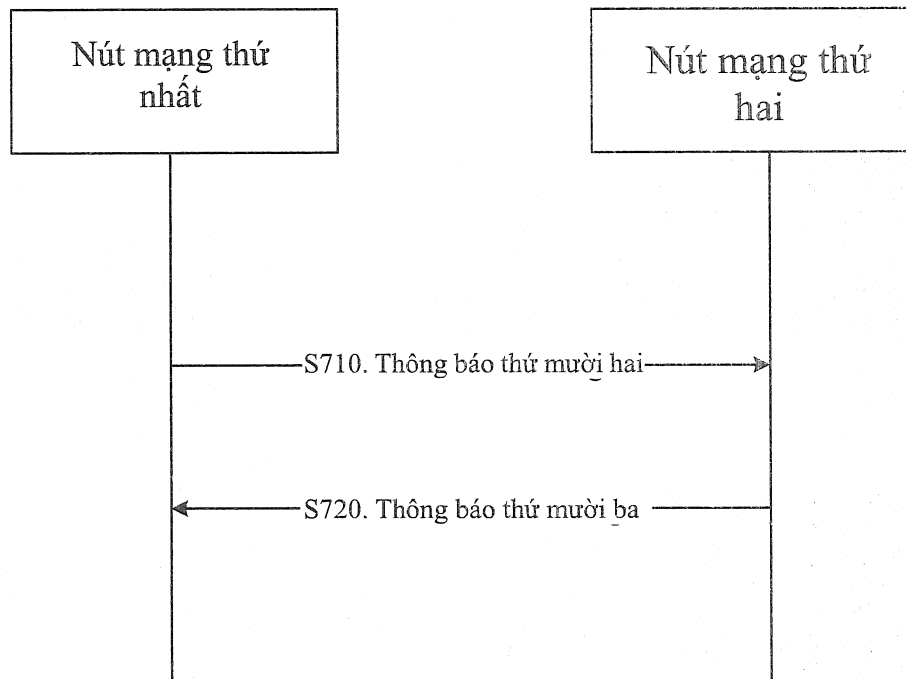 Nút mạng thứ
nhất
Nút mạng thứ
hai
S710. Thông báo thứ mười hai
S720. Thông báo thứ mười ba